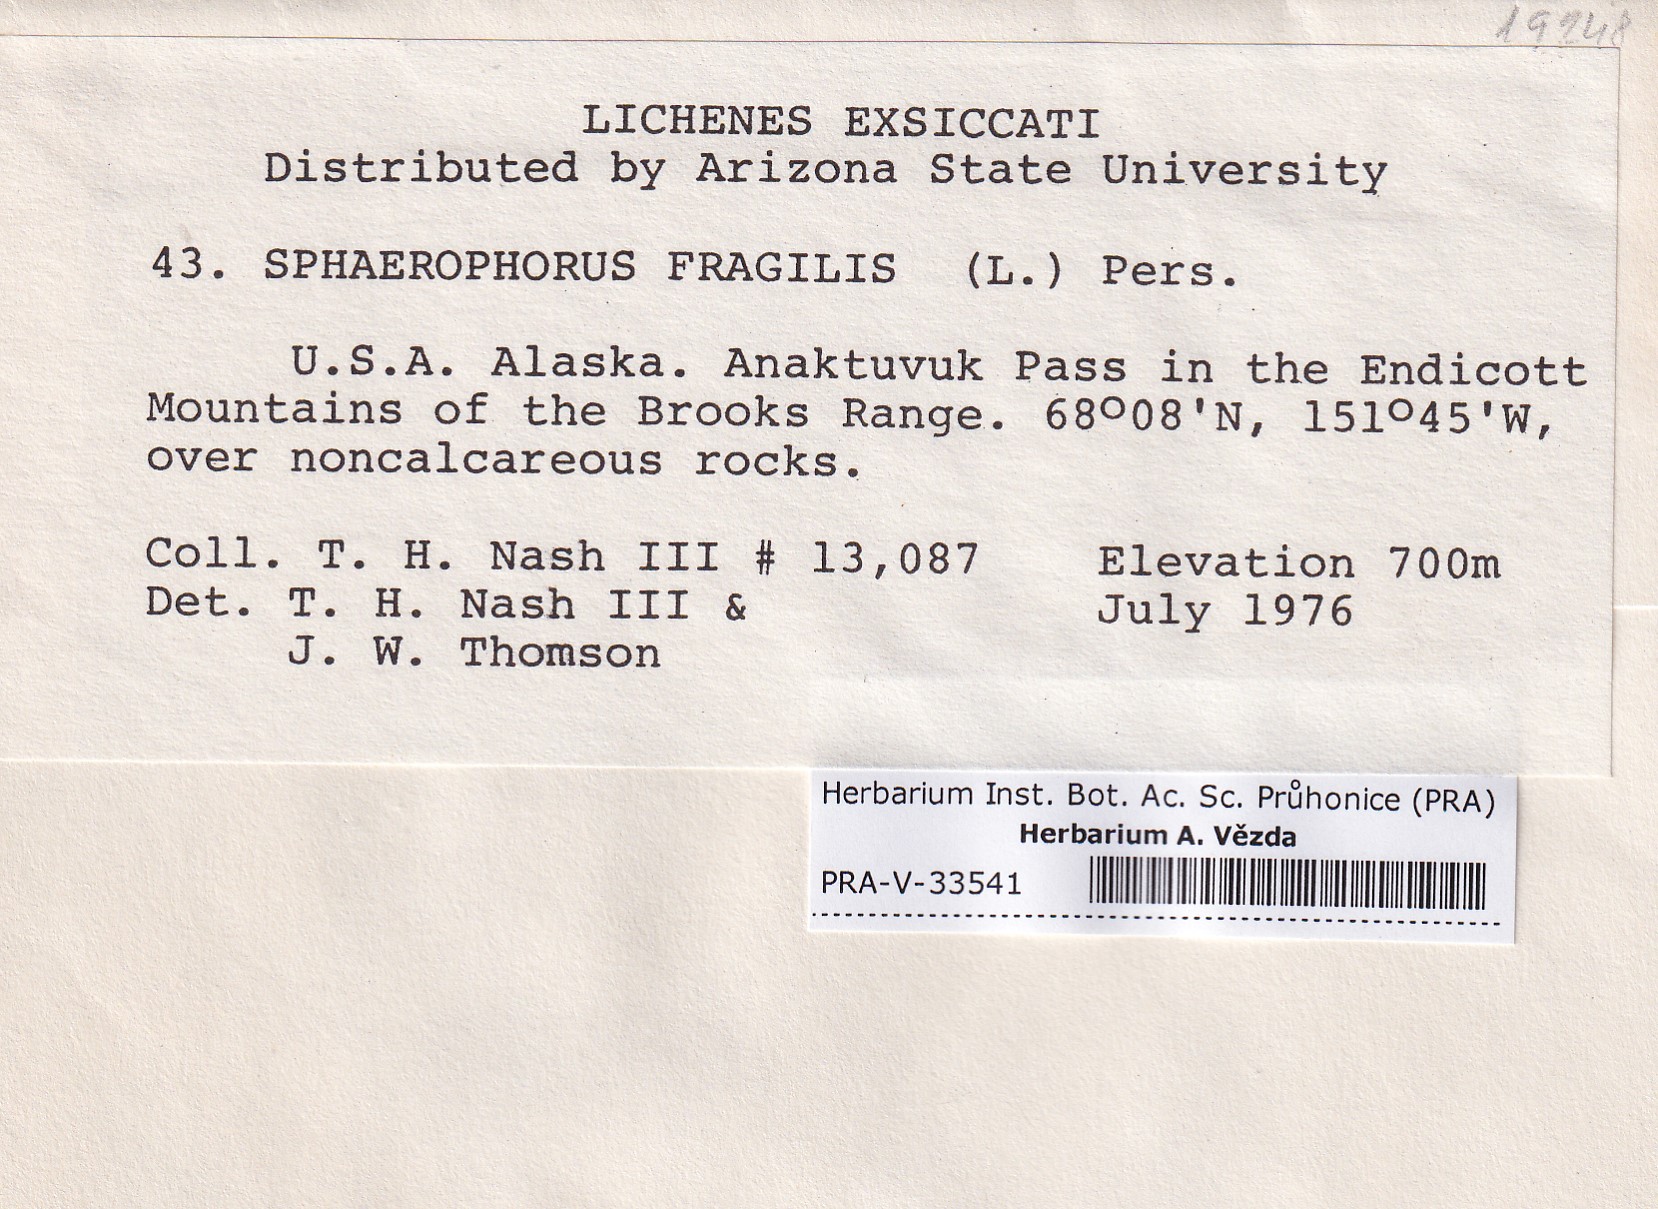 19248
LICHENES EXSICCATI
Distributed by Arizona State University
43. SPHAEROPHORUS FRAGILIS (L.) Pers.
U.S.A. Alaska. Anaktuvuk Pass in the Endicott
Mountains of the Brooks Range. 68°08'N, 151°45'W,
over noncalcareous rocks.
Coll. T. H. Nash III # 13,087 Elevation 700m
Det. T. H. Nash III & July 1976
J. W. Thomson
Herbarium Inst. Bot. Ac. Sc. Průhonice (PRA)
Herbarium A. Vězda
PRA-V-33541